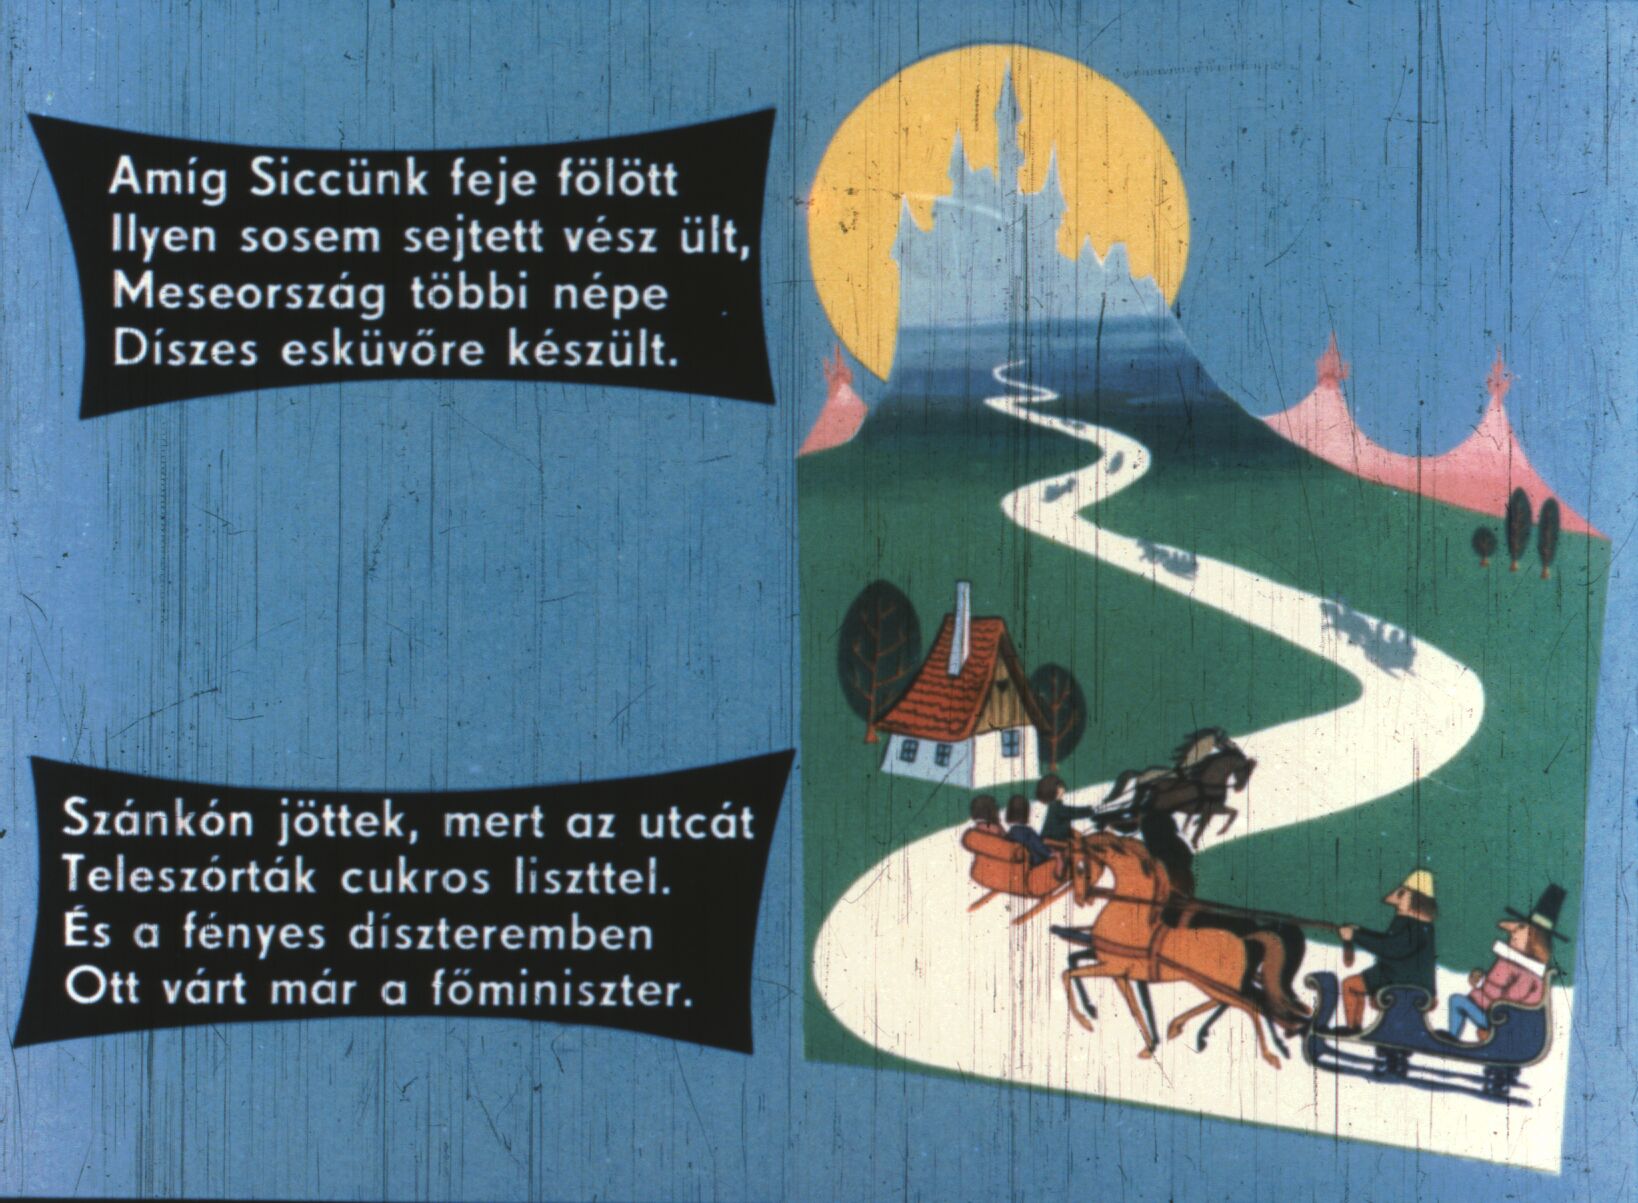 Amíg Siccünk feje fölött
Ilyen sosem sejtett vész ült,
Meseország többi népe
Díszes esküvőre készült.
Szánkón jöttek, mert az utcát
Teleszórták cukros liszttel.
És a fényes díszteremben
Ott várt már a főminiszter.